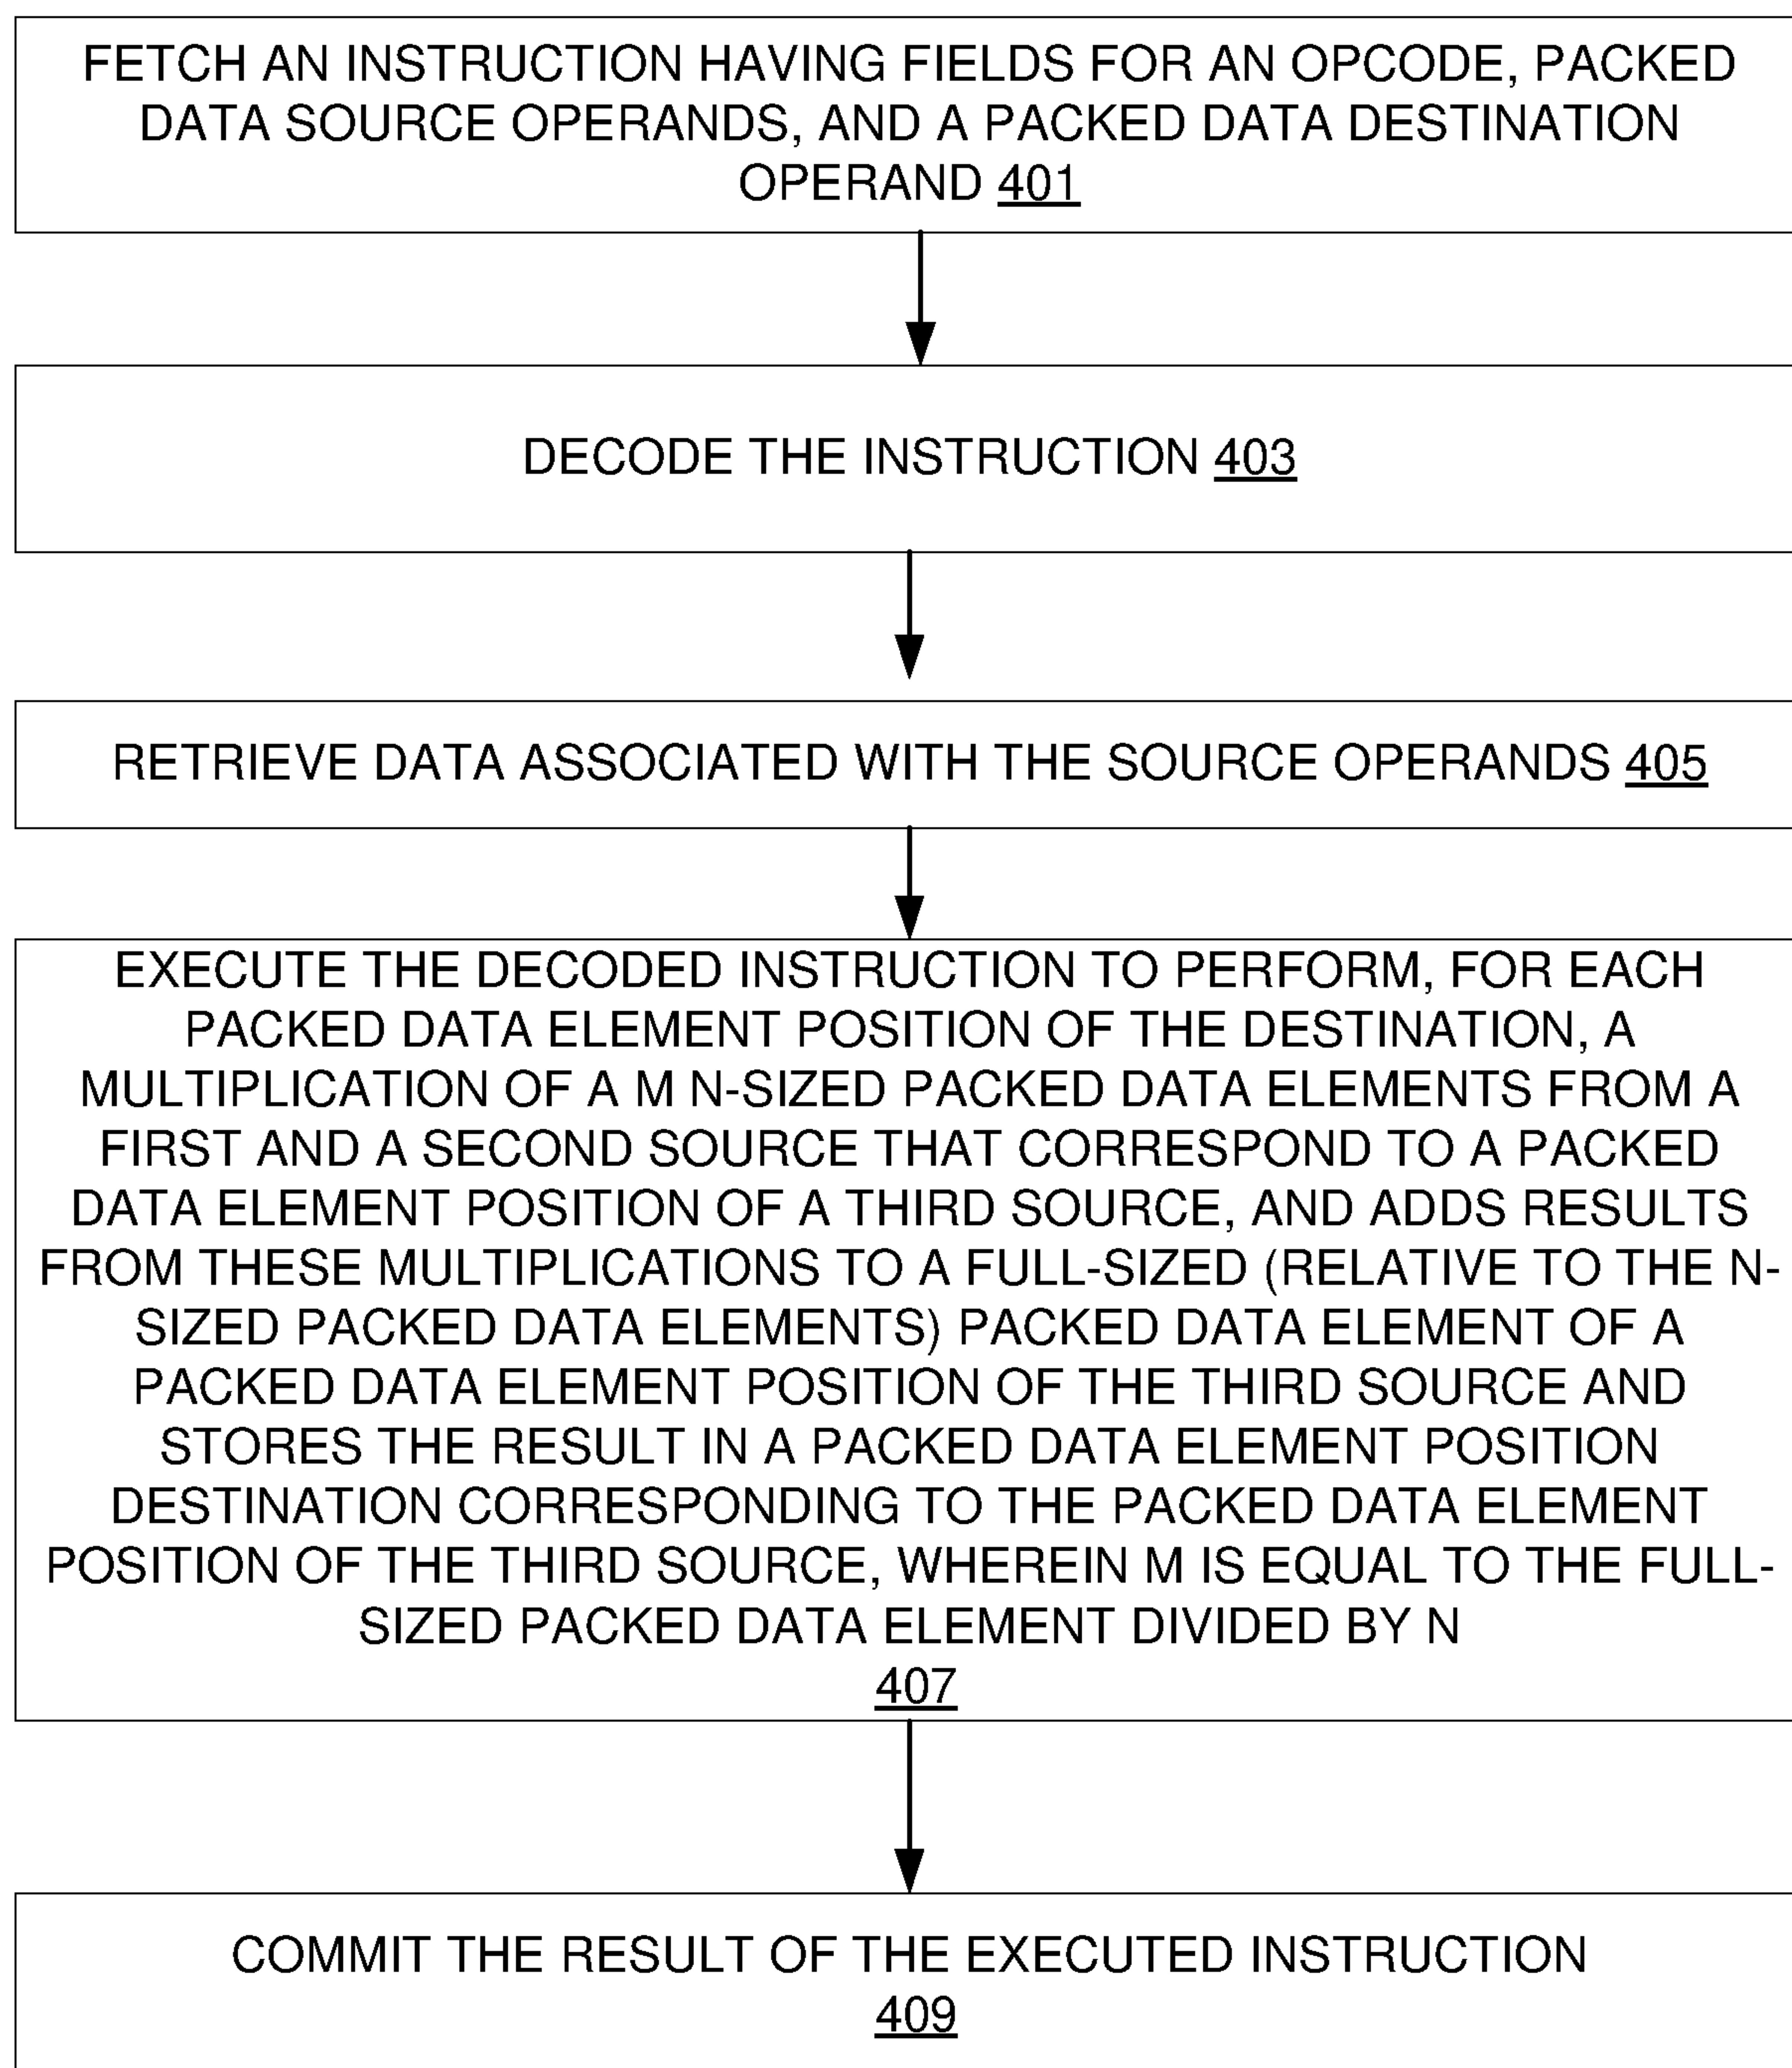 FETCH AN INSTRUCTION HAVING FIELDS FOR AN OPCODE, PACKED
DATA SOURCE OPERANDS, AND A PACKED DATA DESTINATION
OPERAND 401
DECODE THE INSTRUCTION 403
RETRIEVE DATA ASSOCIATED WITH THE SOURCE OPERANDS 405
EXECUTE THE DECODED INSTRUCTION TO PERFORM, FOR EACH
PACKED DATA ELEMENT POSITION OF THE DESTINATION, A
MULTIPLICATION OF A M N-SIZED PACKED DATA ELEMENTS FROM A
FIRST AND A SECOND SOURCE THAT CORRESPOND TO A PACKED
DATA ELEMENT POSITION OF A THIRD SOURCE, AND ADDS RESULTS
FROM THESE MULTIPLICATIONS TO A FULL-SIZED (RELATIVE TO THE N-
SIZED PACKED DATA ELEMENTS) PACKED DATA ELEMENT OF A
PACKED DATA ELEMENT POSITION OF THE THIRD SOURCE AND
STORES THE RESULT IN A PACKED DATA ELEMENT POSITION
DESTINATION CORRESPONDING TO THE PACKED DATA ELEMENT
POSITION OF THE THIRD SOURCE, WHEREIN M IS EQUAL TO THE FULL-
SIZED PACKED DATA ELEMENT DIVIDED BY N
407
COMMIT THE RESULT OF THE EXECUTED INSTRUCTION
409